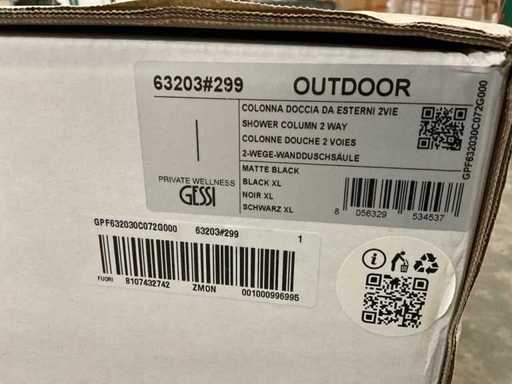 63203#299 OUTDOOR
COLONNA DOCCIA DA ESTERNI 2VIE
SHOWER COLUMN 2 WAY
COLONNE DOUCHE 2 VOIES
2-WEGE-WANDDUSCHSÄULE
MATTE BLACK
BLACK XL
NOIR XL
SCHWARZ XL
PRIVATE WELLNESS
GESSI
8 056329 534537
GPF632030C072G000
GPF632030C072G000 63203#299 1
FUORI 8107432742 ZMON 001000996995